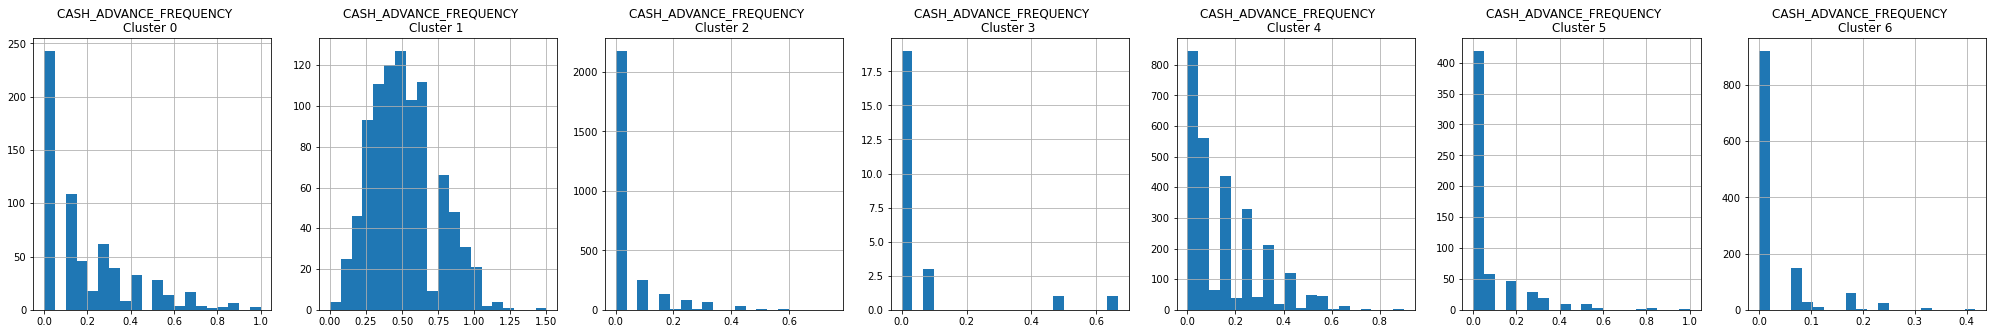 CASH_ADVANCE_FREQUENCY
Cluster 0
250
200
150
100
50
0
0.0 0.2 0.4 0.6 0.8 1.0
CASH_ADVANCE_FREQUENCY
Cluster 1
120
100
80
60
40
20
0
0.00 0.25 0.50 0.75 1.00 1.25 1.50
CASH_ADVANCE_FREQUENCY
Cluster 2
2000
1500
1000
500
0
0.0 0.2 0.4 0.6
CASH_ADVANCE_FREQUENCY
Cluster 3
17.5
15.0
12.5
10.0
7.5
5.0
2.5
0.0
0.0 0.2 0.4 0.6
CASH_ADVANCE_FREQUENCY
Cluster 4
800
700
600
500
400
300
200
100
0
0.0 0.2 0.4 0.6 0.8
CASH_ADVANCE_FREQUENCY
Cluster 5
400
350
300
250
200
150
100
50
0
0.0 0.2 0.4 0.6 0.8 1.0
CASH_ADVANCE_FREQUENCY
Cluster 6
800
600
400
200
0
0.0 0.1 0.2 0.3 0.4